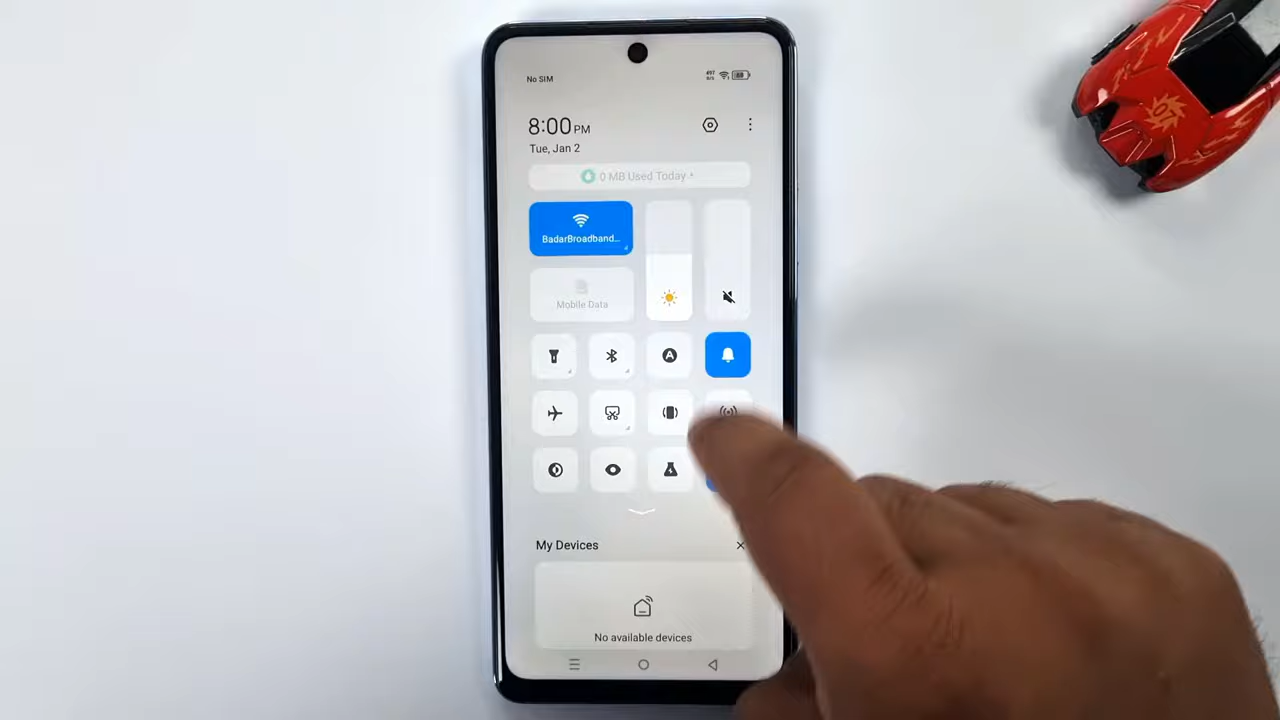 No SIM
8:00 PM
Tue, Jan 2
0 MB Used Today
BadarBroadband...
Mobile Data
A
My Devices
No available devices